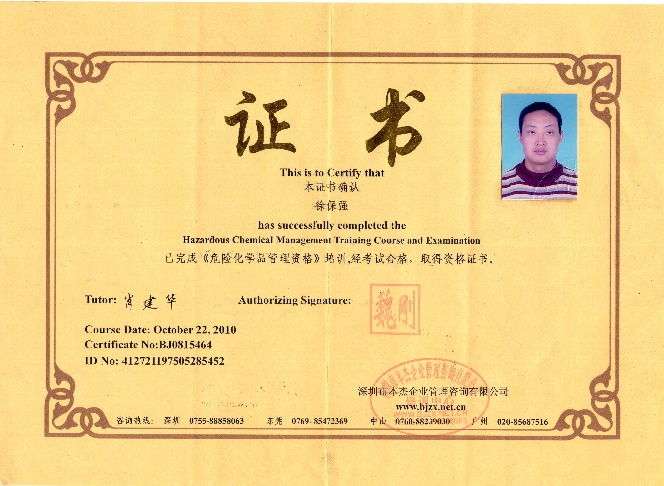 证 书
This is to Certify that
本证书确认
徐保强
has successfully completed the
Hazardous Chemical Management Training Course and Examination
已完成《危险化学品管理资格》培训,经考试合格,取得资格证书。
Tutor: 肖建华 Authorizing Signature: 魏刚
Course Date: October 22, 2010
Certificate No:BJ0815464
ID No: 412721197505285452
深圳市本杰企业管理咨询有限公司
www.bjzx.net.cn
咨询热线: 深圳 0755-88858063 东莞 0769-85472369 中山 0760-88239030 广州 020-85687516